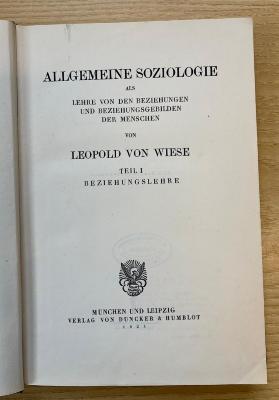 ALLGEMEINE SOZIOLOGIE
ALS
LEHRE VON DEN BEZIEHUNGEN
UND BEZIEHUNGSGEBILDEN
DER MENSCHEN
VON
LEOPOLD VON WIESE
TEIL I
BEZIEHUNGSLEHRE
MÜNCHEN UND LEIPZIG
VERLAG VON DUNCKER & HUMBLOT